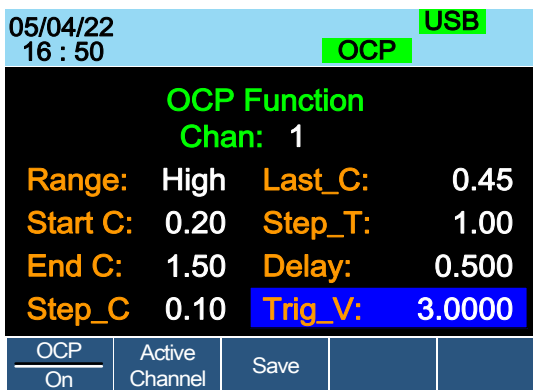 05/04/22 USB
16 : 50 OCP
OCP Function
Chan: 1
Range: High Last_C: 0.45
Start C: 0.20 Step_T: 1.00
End C: 1.50 Delay: 0.500
Step_C 0.10 Trig_V: 3.0000
OCP Active Save
On Channel